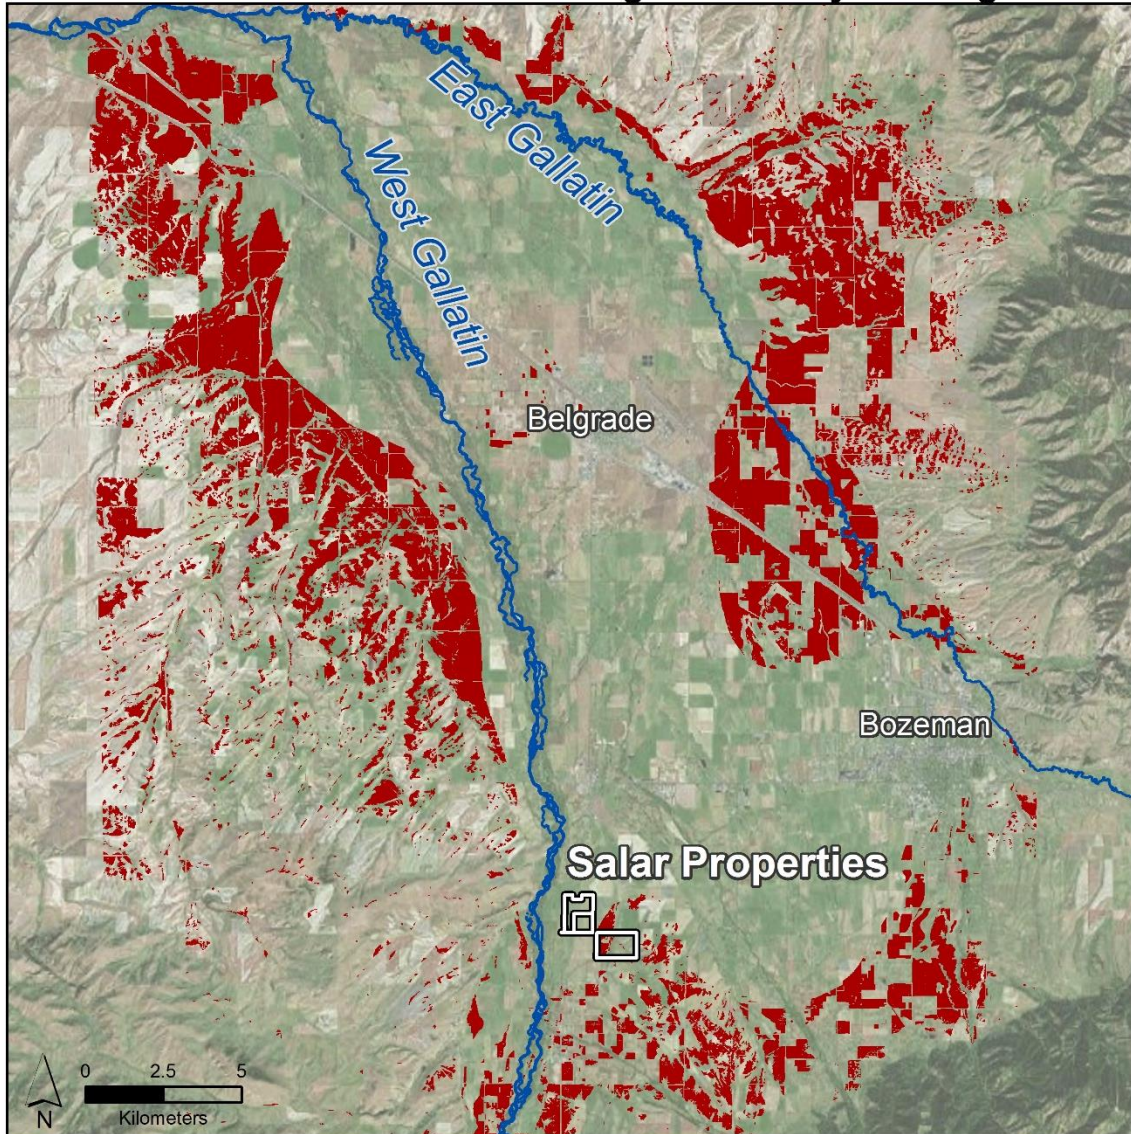 East Gallatin
West Gallatin
Belgrade
Bozeman
Salar Properties
0 2.5 5
Kilometers
N